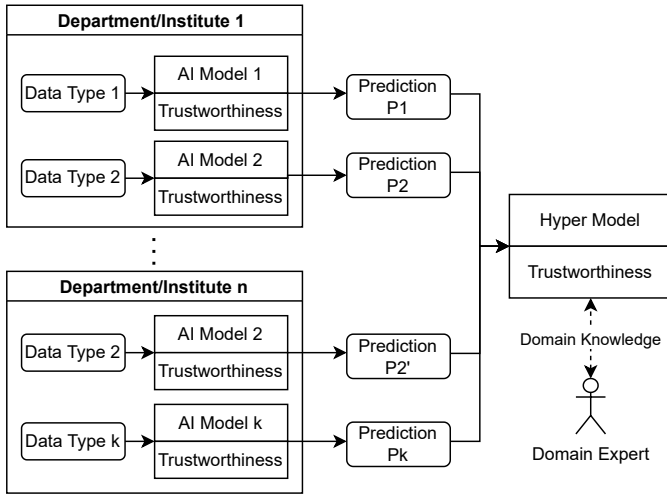 Department/Institute 1
Data Type 1
AI Model 1
Trustworthiness
Prediction
P1
Data Type 2
AI Model 2
Trustworthiness
Prediction
P2
Hyper Model
Trustworthiness
Department/Institute n
Data Type 2
AI Model 2
Trustworthiness
Prediction
P2'
Domain Knowledge
Data Type k
AI Model k
Trustworthiness
Prediction
Pk
Domain Expert